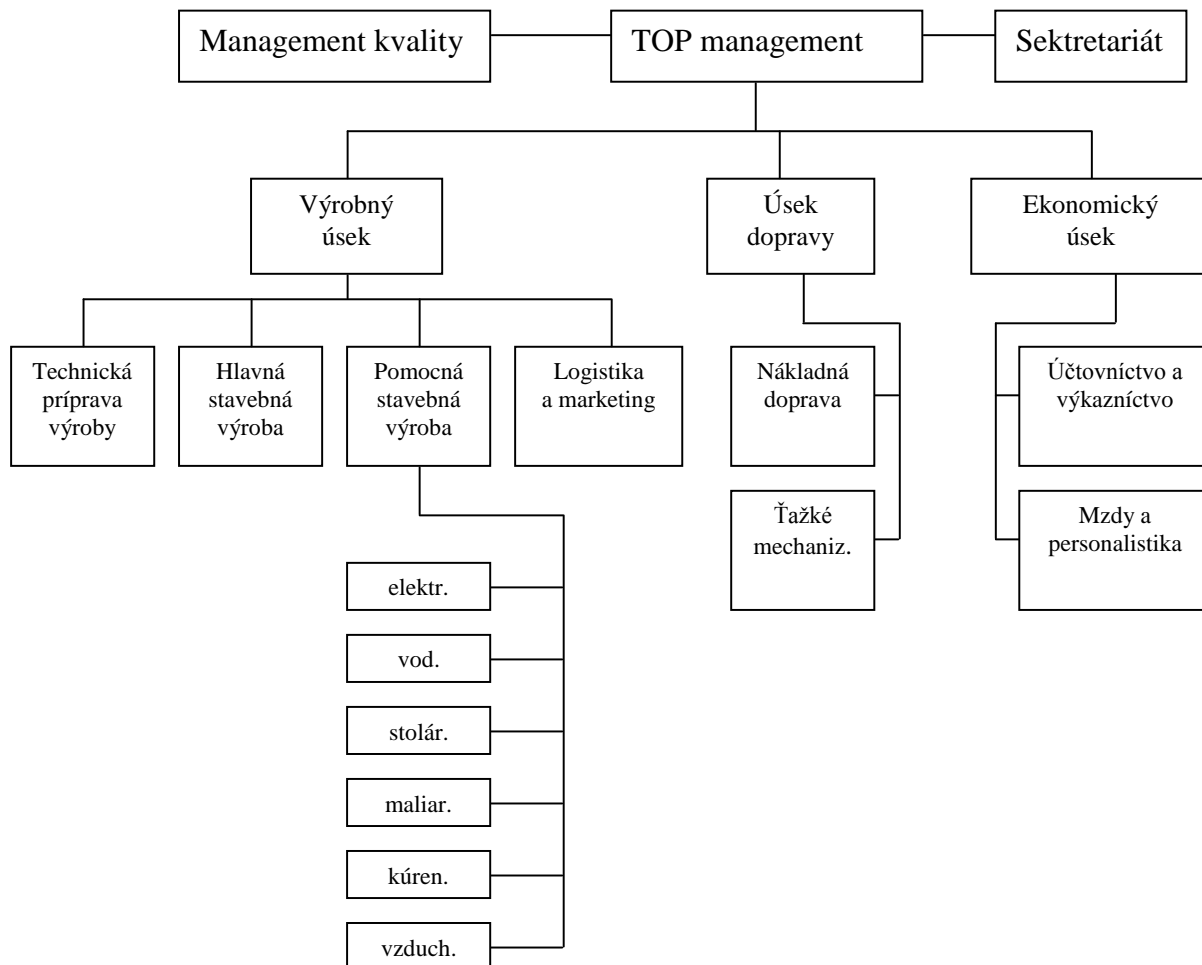 Management kvality
TOP management
Sektretariát
Výrobný
úsek
Úsek
dopravy
Ekonomický
úsek
Technická
príprava
výroby
Hlavná
stavebná
výroba
Pomocná
stavebná
výroba
Logistika
a marketing
Nákladná
doprava
Účtovníctvo a
výkazníctvo
Ťažké
mechaniz.
Mzdy a
personalistika
elektr.
vod.
stolár.
maliar.
kúren.
vzduch.